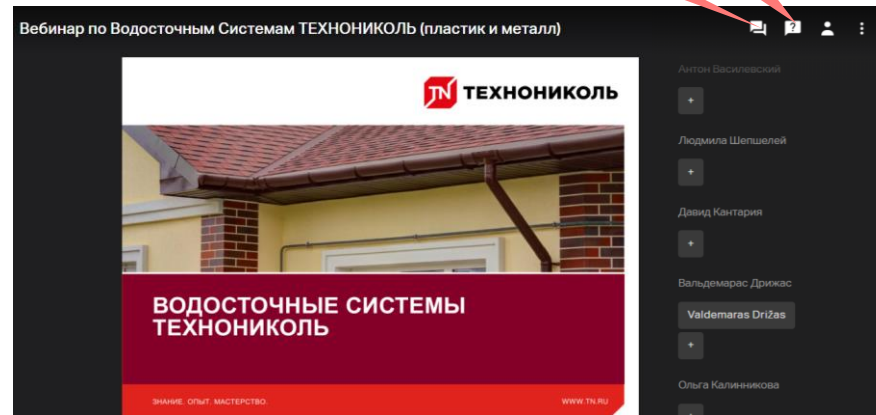 Вебинар по Водосточным Системам ТЕХНОНИКОЛЬ (пластик и металл)
?
TN ТЕХНОНИКОЛЬ
ВОДОСТОЧНЫЕ СИСТЕМЫ
ТЕХНОНИКОЛЬ
ЗНАНИЕ. ОПЫТ. МАСТЕРСТВО.
WWW.TN.RU
Антон Василевский
+
Людмила Шепшелей
+
Давид Кантария
+
Вальдемарас Дрижас
Valdemaras Drižas
+
Ольга Калинникова
+